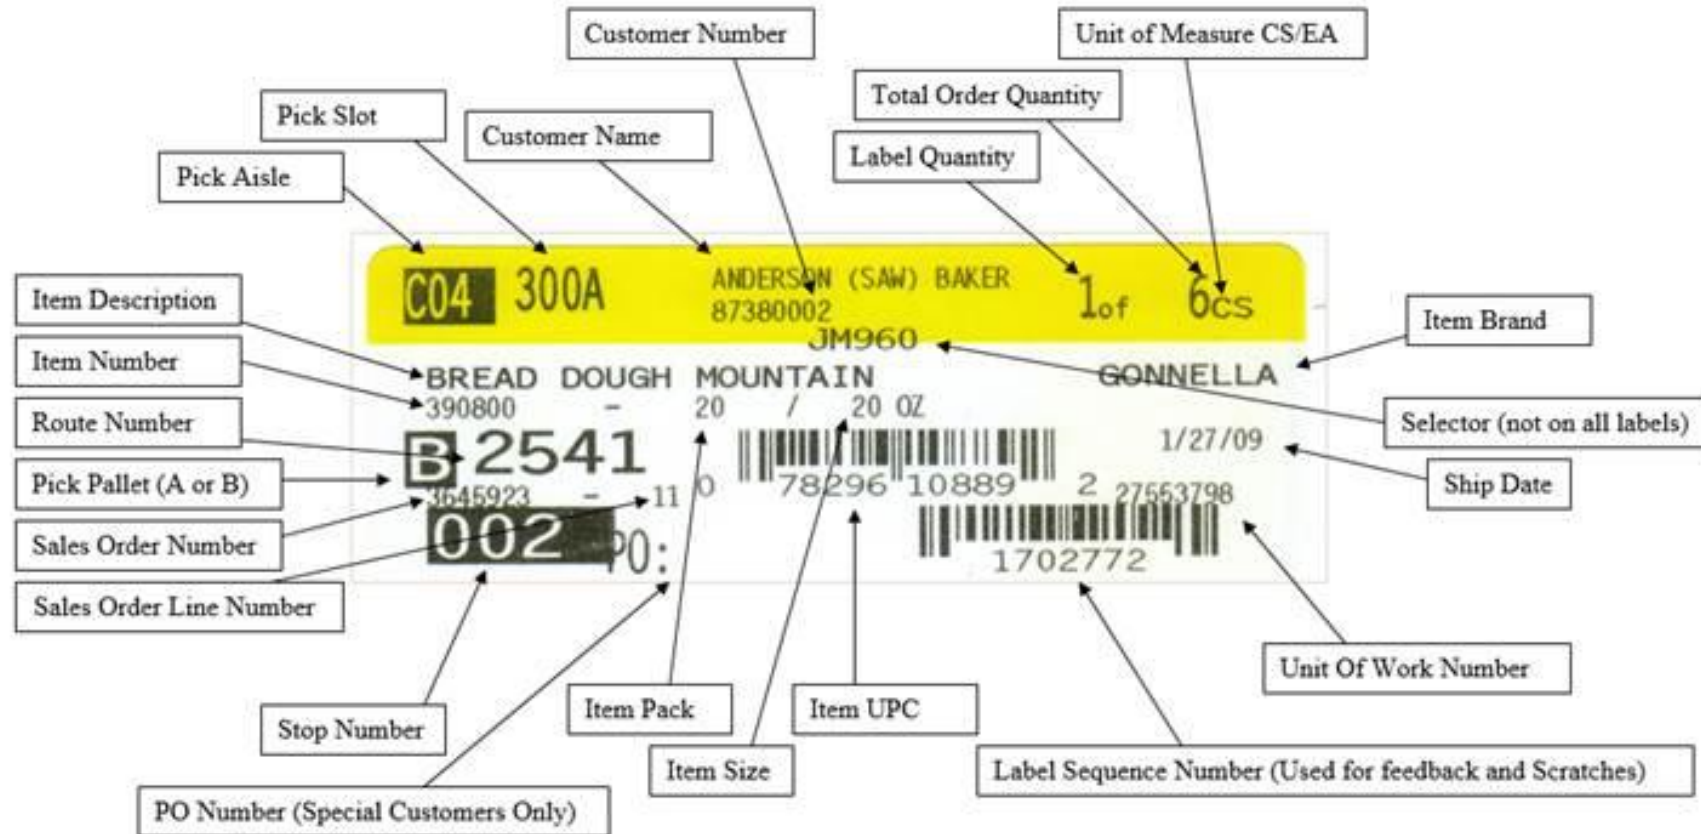 Customer Number
Unit of Measure CS/EA
Total Order Quantity
Pick Slot
Customer Name
Label Quantity
Pick Aisle
C04 300A ANDERSON (SAW) BAKER 1of 6CS
87380002
JM960
Item Description
Item Brand
Item Number
BREAD DOUGH MOUNTAIN GONNELLA
390800 - 20 / 20 OZ
Route Number
Selector (not on all labels)
B 2541 1/27/09
Pick Pallet (A or B)
Ship Date
3645923 - 11 0 78296 10889 2 27553798
Sales Order Number
002 PO:
1702772
Sales Order Line Number
Unit Of Work Number
Stop Number
Item Pack
Item UPC
Item Size
Label Sequence Number (Used for feedback and Scratches)
PO Number (Special Customers Only)